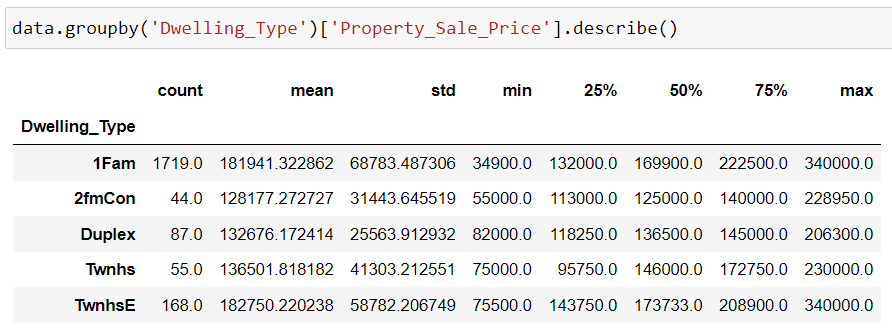 data.groupby('Dwelling_Type')['Property_Sale_Price'].describe()
count mean std min 25% 50% 75% max
Dwelling_Type
1Fam 1719.0 181941.322862 68783.487306 34900.0 132000.0 169900.0 222500.0 340000.0
2fmCon 44.0 128177.272727 31443.645519 55000.0 113000.0 125000.0 140000.0 228950.0
Duplex 87.0 132676.172414 25563.912932 82000.0 118250.0 136500.0 145000.0 206300.0
Twnhs 55.0 136501.818182 41303.212551 75000.0 95750.0 146000.0 172750.0 230000.0
TwnhsE 168.0 182750.220238 58782.206749 75500.0 143750.0 173733.0 208900.0 340000.0